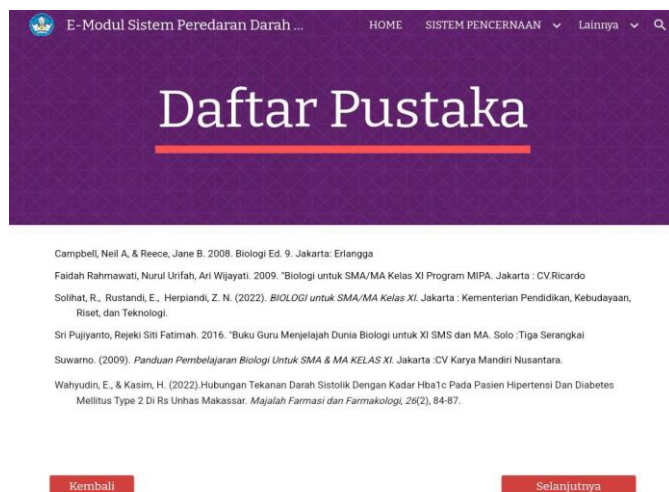 E-Modul Sistem Peredaran Darah ...
HOME
SISTEM PENCERNAAN
Lainnya
Daftar Pustaka
Campbell, Neil A, & Reece, Jane B. 2008. Biologi Ed. 9. Jakarta: Erlangga
Faidah Rahmawati, Nurul Urifah, Ari Wijayati. 2009. "Biologi untuk SMA/MA Kelas XI Program MIPA. Jakarta : CV.Ricardo
Solihat, R., Rustandi, E., Herpiandi, Z. N. (2022). BIOLOGI untuk SMA/MA Kelas XI. Jakarta : Kementerian Pendidikan, Kebudayaan,
Riset, dan Teknologi.
Sri Pujiyanto, Rejeki Siti Fatimah. 2016. "Buku Guru Menjelajah Dunia Biologi untuk XI SMS dan MA. Solo :Tiga Serangkai
Suwarno. (2009). Panduan Pembelajaran Biologi Untuk SMA & MA KELAS XI. Jakarta :CV Karya Mandiri Nusantara.
Wahyudin, E., & Kasim, H. (2022).Hubungan Tekanan Darah Sistolik Dengan Kadar Hba1c Pada Pasien Hipertensi Dan Diabetes
Mellitus Type 2 Di Rs Unhas Makassar. Majalah Farmasi dan Farmakologi, 26(2), 84-87.
Kembali
Selanjutnya